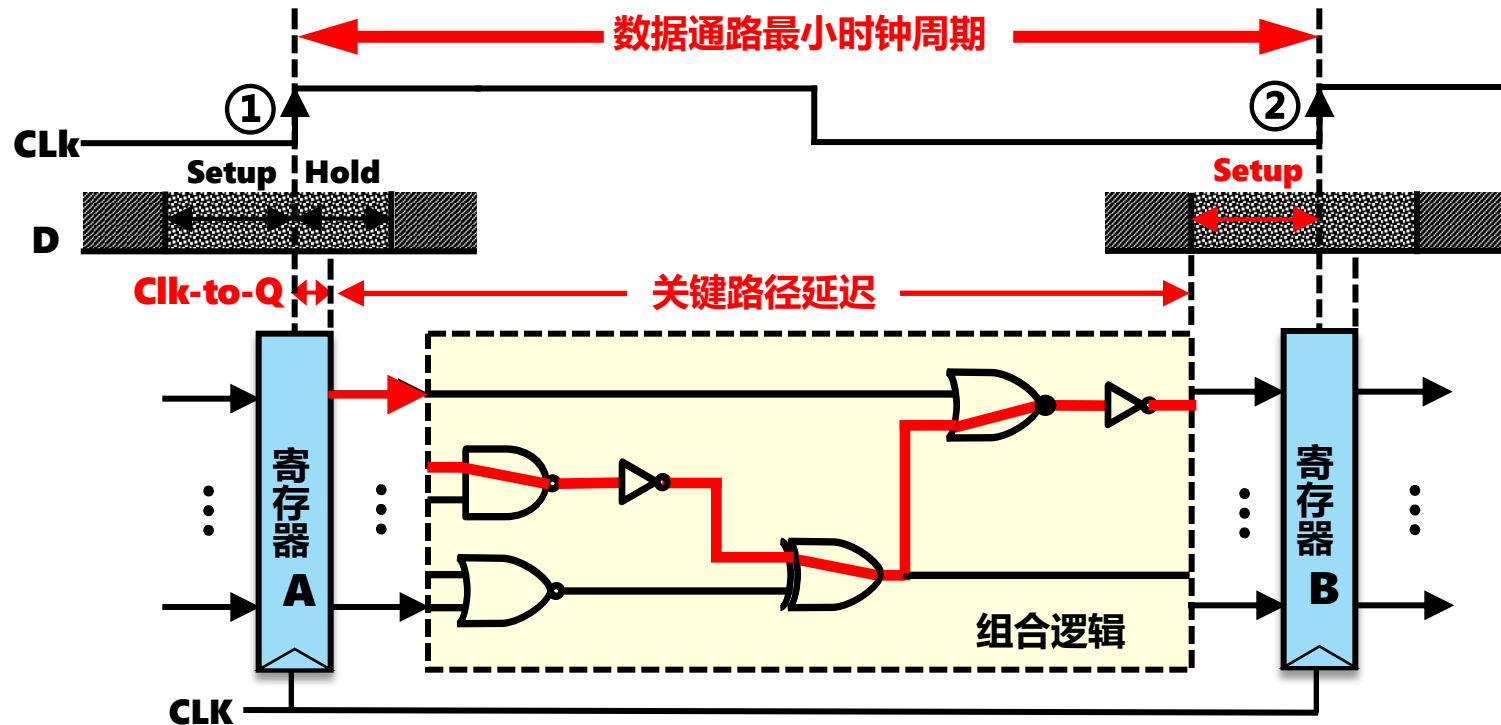 数据通路最小时钟周期
①
②
CLk
Setup
Hold
Setup
D
Clk-to-Q
关键路径延迟
寄存器
A
寄存器
B
组合逻辑
CLK